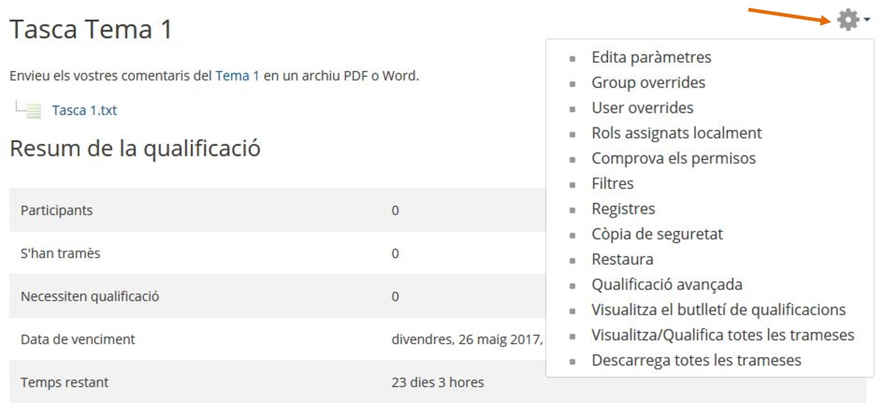 Tasca Tema 1
Envieu els vostres comentaris del Tema 1 en un archiu PDF o Word.
Tasca 1.txt
Resum de la qualificació
Participants 0
S'han tramès 0
Necessiten qualificació 0
Data de venciment divendres, 26 maig 2017,
Temps restant 23 dies 3 hores
Edita paràmetres
Group overrides
User overrides
Rols assignats localment
Comprova els permisos
Filtres
Registres
Còpia de seguretat
Restaura
Qualificació avançada
Visualitza el butlletí de qualificacions
Visualitza/Qualifica totes les trameses
Descarrega totes les trameses